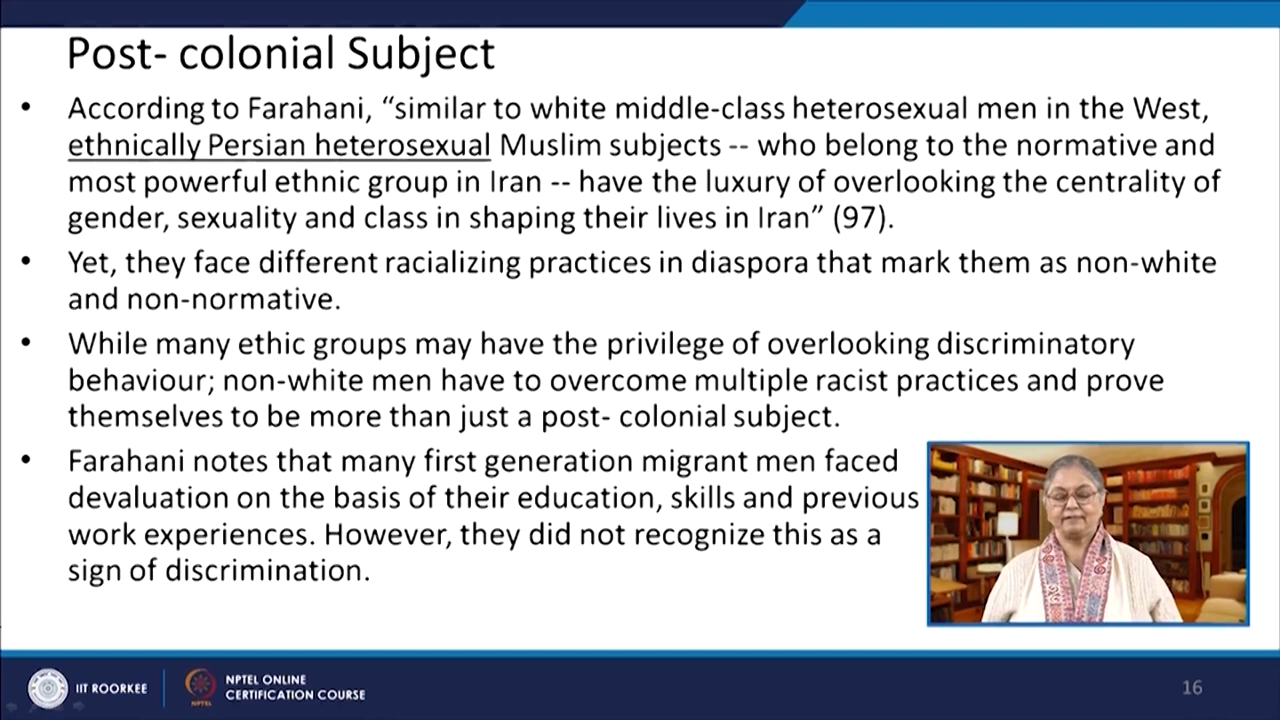 Post- colonial Subject
• According to Farahani, “similar to white middle-class heterosexual men in the West,
ethnically Persian heterosexual Muslim subjects -- who belong to the normative and
most powerful ethnic group in Iran -- have the luxury of overlooking the centrality of
gender, sexuality and class in shaping their lives in Iran” (97).
• Yet, they face different racializing practices in diaspora that mark them as non-white
and non-normative.
• While many ethic groups may have the privilege of overlooking discriminatory
behaviour; non-white men have to overcome multiple racist practices and prove
themselves to be more than just a post- colonial subject.
• Farahani notes that many first generation migrant men faced
devaluation on the basis of their education, skills and previous
work experiences. However, they did not recognize this as a
sign of discrimination.
IIT ROORKEE
NPTEL
NPTEL ONLINE
CERTIFICATION COURSE
16